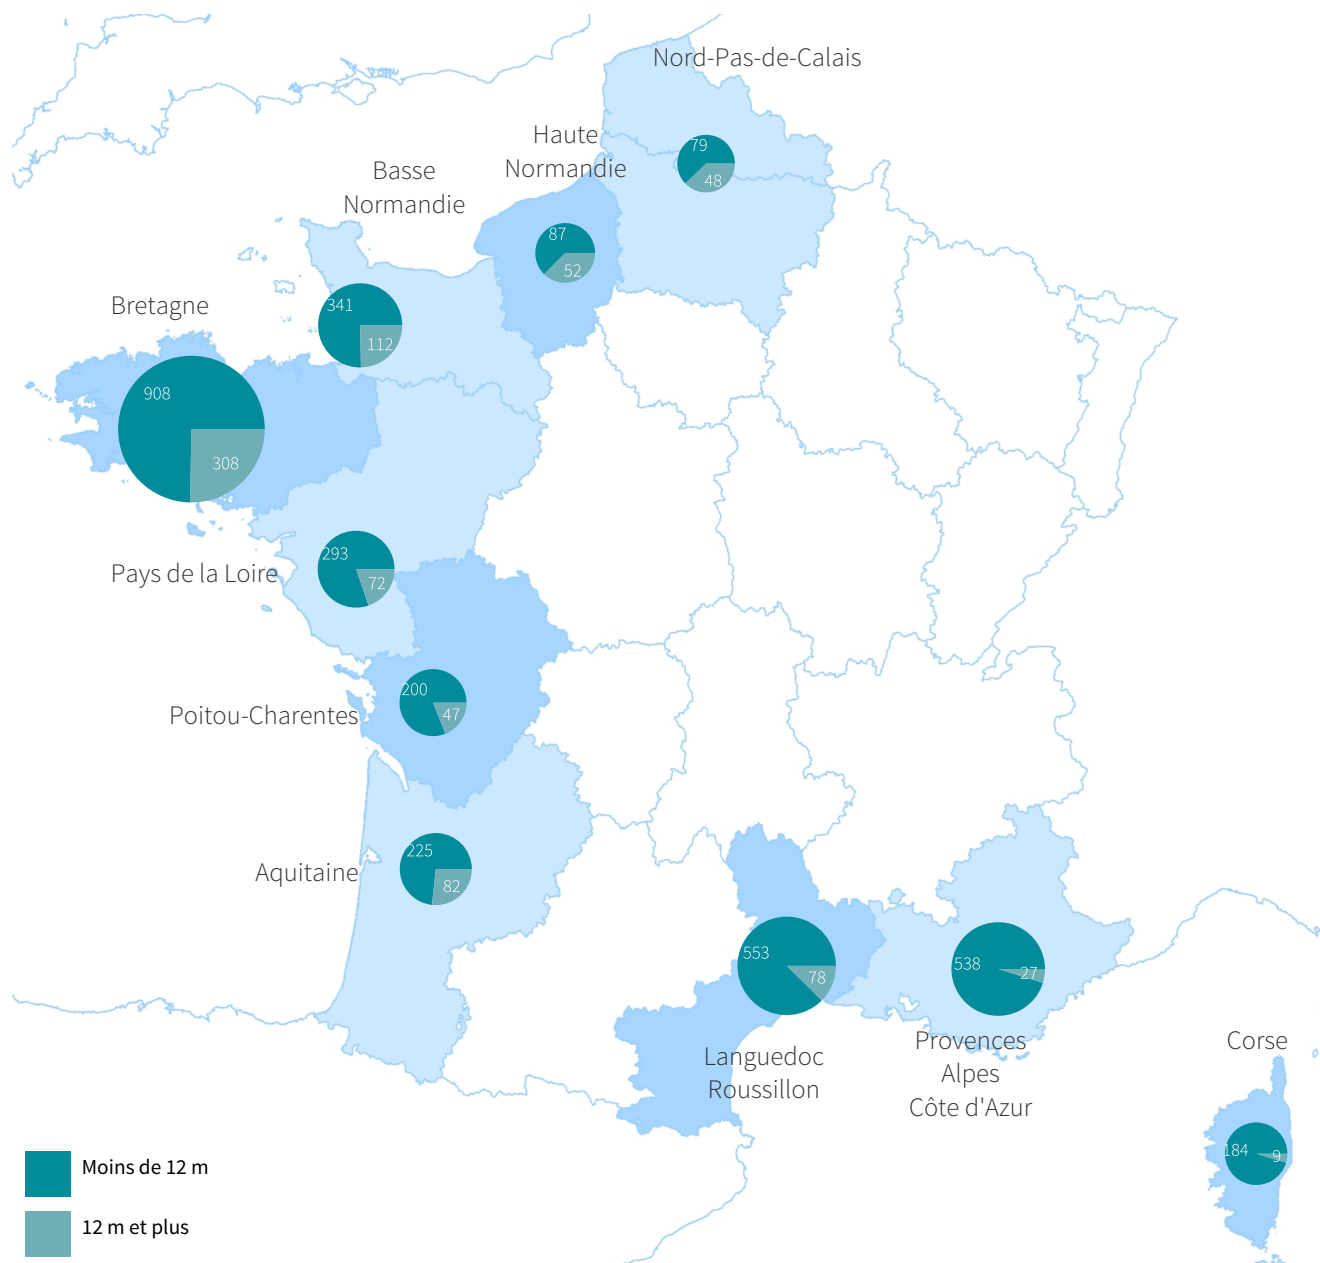 Nord-Pas-de-Calais
79
48
Haute
Normandie
87
52
Basse
Normandie
341
112
Bretagne
908
308
Pays de la Loire
293
72
Poitou-Charentes
200
47
Aquitaine
225
82
553
78
Languedoc
Roussillon
538
27
Provences
Alpes
Côte d'Azur
Corse
184
9
Moins de 12 m
12 m et plus